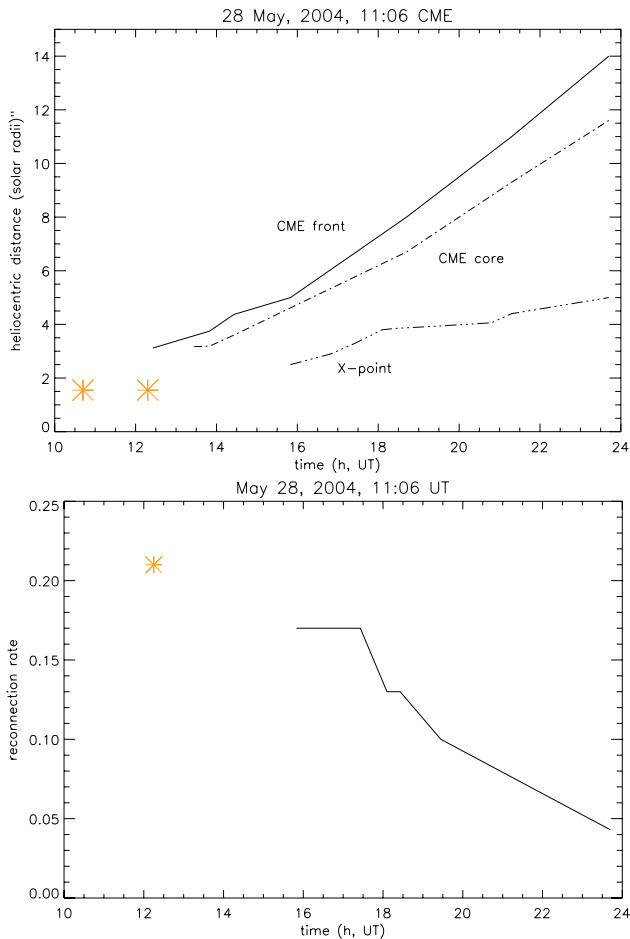 28 May, 2004, 11:06 CME
heliocentric distance (solar radii)"
14
12
10
8
6
4
2
0
CME front
CME core
X-point
10 12 14 16 18 20 22 24
time (h, UT)
May 28, 2004, 11:06 UT
reconnection rate
0.25
0.20
0.15
0.10
0.05
0.00
10 12 14 16 18 20 22 24
time (h, UT)